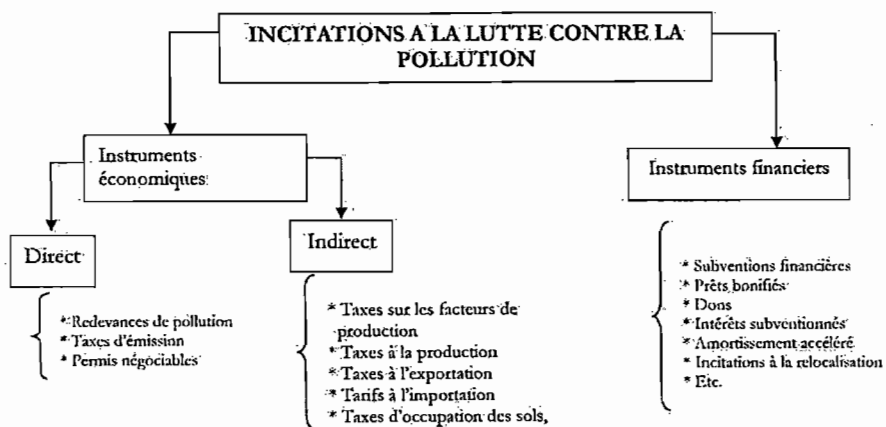 INCITATIONS A LA LUTTE CONTRE LA
POLLUTION
Instruments
économiques
Instruments financiers
Direct
Indirect
* Redevances de pollution
* Taxes d'émission
* Permis négociables
* Taxes sur les facteurs de
production
* Taxes à la production
* Taxes à l'exportation
* Tarifs à l'importation
* Taxes d'occupation des sols,
* Subventions financières
* Prêts bonifiés
* Dons
* Intérêts subventionnés
* Amortissement accéléré
* Incitations à la relocalisation
* Etc.